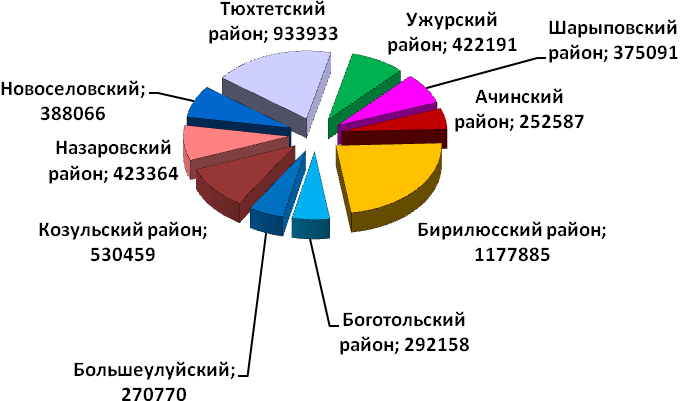 Тюхтетский
район; 933933
Ужурский
район; 422191
Шарыповский
район; 375091
Ачинский
район; 252587
Бирилюсский район;
1177885
Боготольский
район; 292158
Большеулуйский;
270770
Козульский район;
530459
Назаровский
район; 423364
Новоселовский;
388066